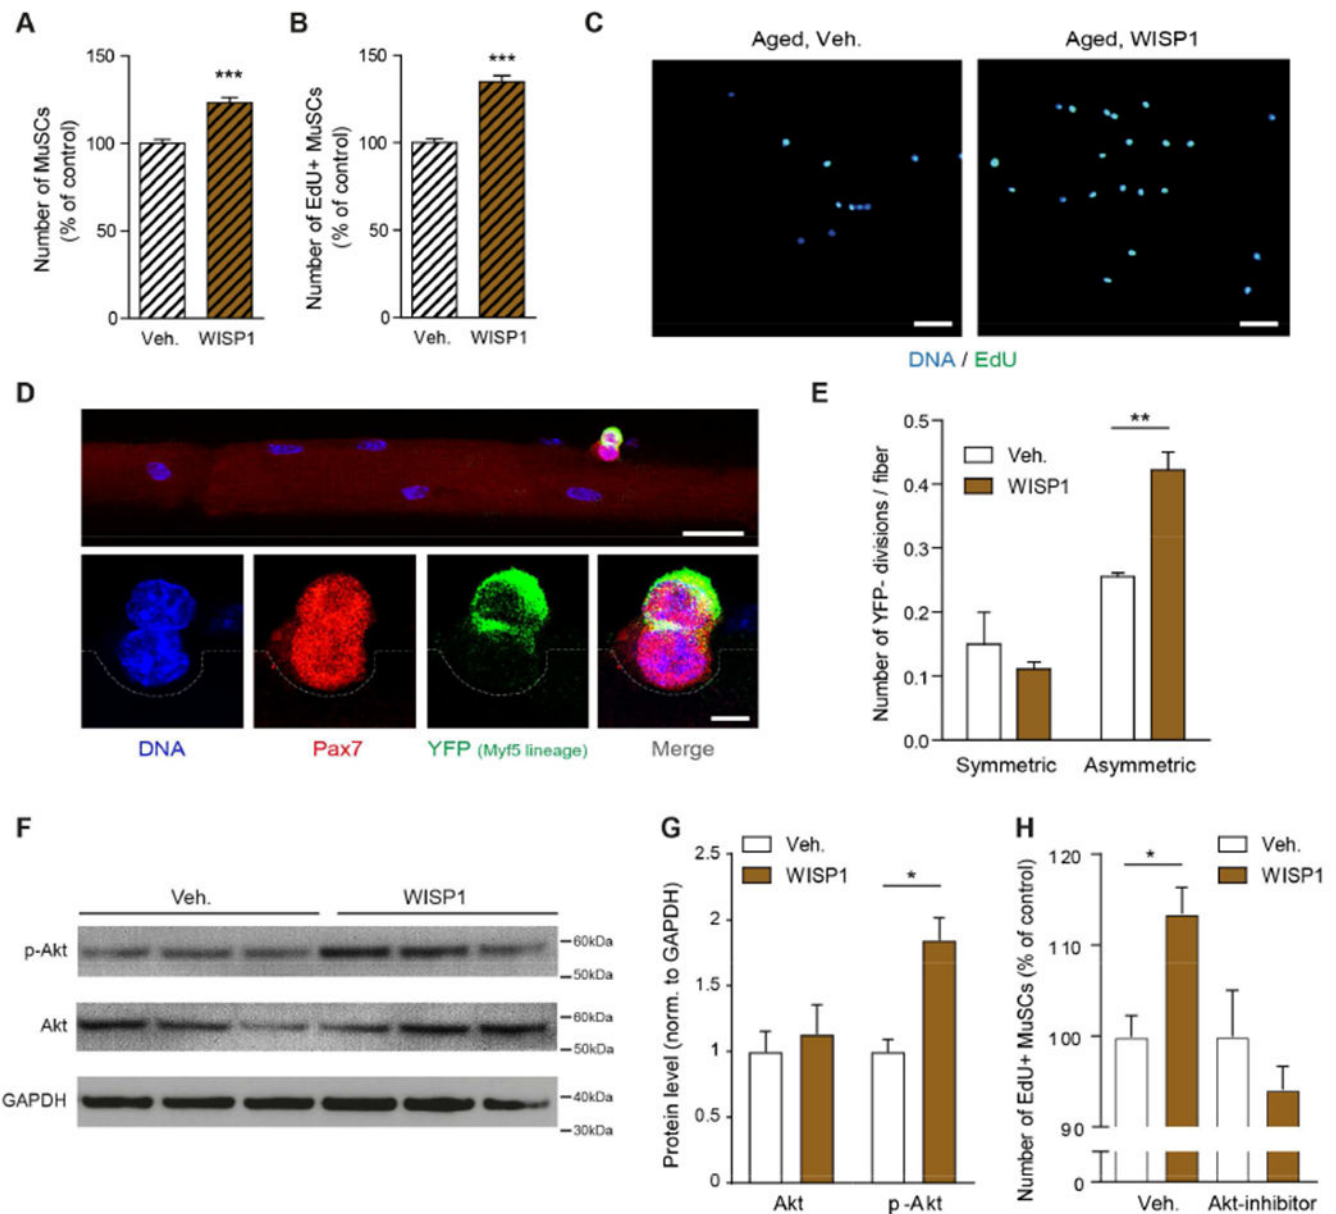 A
Number of MuSCs
(% of control)
150
100
50
0
***
Veh. WISP1
B
Number of EdU+ MuSCs
(% of control)
150
100
50
0
***
Veh. WISP1
C
Aged, Veh. Aged, WISP1
DNA / EdU
D
DNA Pax7 YFP (Myf5 lineage) Merge
E
Number of YFP- divisions / fiber
0.5
0.4
0.3
0.2
0.1
0.0
Veh.
WISP1
**
Symmetric Asymmetric
F
Veh. WISP1
p-Akt
60kDa
50kDa
Akt
60kDa
50kDa
GAPDH
40kDa
30kDa
G
Protein level (norm. to GAPDH)
2.5
2
1.5
1
0.5
0
Veh.
WISP1
*
Akt p-Akt
H
Number of EdU+ MuSCs (% of control)
120
110
100
90
0
*
Veh.
WISP1
Veh. Akt-inhibitor